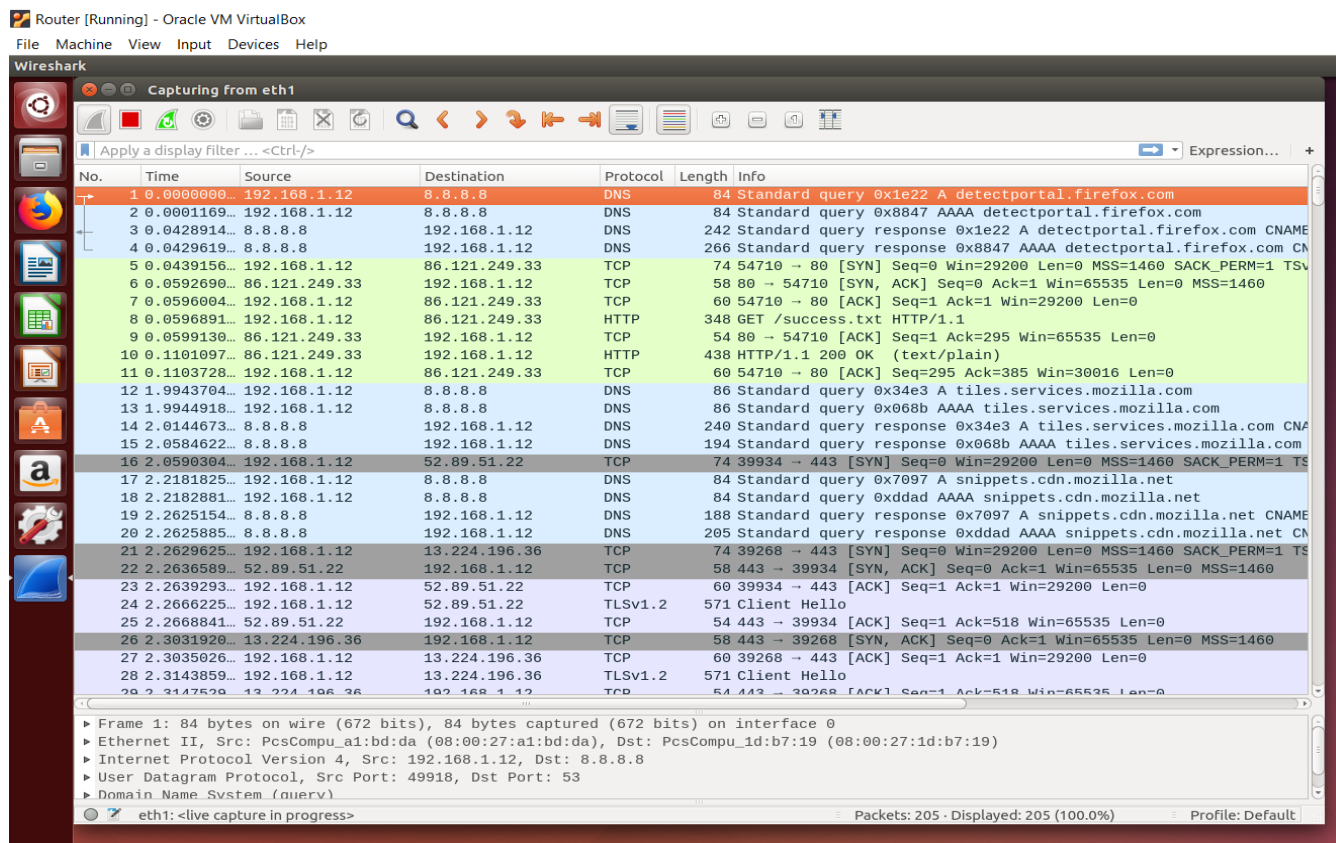 Router [Running] - Oracle VM VirtualBox
File Machine View Input Devices Help
Wireshark
Capturing from eth1
Apply a display filter … <Ctrl-/> Expression… +
No. Time Source Destination Protocol Length Info
1 0.0000000… 192.168.1.12 8.8.8.8 DNS 84 Standard query 0x1e22 A detectportal.firefox.com
2 0.0001169… 192.168.1.12 8.8.8.8 DNS 84 Standard query 0x8847 AAAA detectportal.firefox.com
3 0.0428914… 8.8.8.8 192.168.1.12 DNS 242 Standard query response 0x1e22 A detectportal.firefox.com CNAME
4 0.0429619… 8.8.8.8 192.168.1.12 DNS 266 Standard query response 0x8847 AAAA detectportal.firefox.com CN
5 0.0439156… 192.168.1.12 86.121.249.33 TCP 74 54710 → 80 [SYN] Seq=0 Win=29200 Len=0 MSS=1460 SACK_PERM=1 TSv
6 0.0592690… 86.121.249.33 192.168.1.12 TCP 58 80 → 54710 [SYN, ACK] Seq=0 Ack=1 Win=65535 Len=0 MSS=1460
7 0.0596004… 192.168.1.12 86.121.249.33 TCP 60 54710 → 80 [ACK] Seq=1 Ack=1 Win=29200 Len=0
8 0.0596891… 192.168.1.12 86.121.249.33 HTTP 348 GET /success.txt HTTP/1.1
9 0.0599130… 86.121.249.33 192.168.1.12 TCP 54 80 → 54710 [ACK] Seq=1 Ack=295 Win=65535 Len=0
10 0.1101097… 86.121.249.33 192.168.1.12 HTTP 438 HTTP/1.1 200 OK (text/plain)
11 0.1103728… 192.168.1.12 86.121.249.33 TCP 60 54710 → 80 [ACK] Seq=295 Ack=385 Win=30016 Len=0
12 1.9943704… 192.168.1.12 8.8.8.8 DNS 86 Standard query 0x34e3 A tiles.services.mozilla.com
13 1.9944918… 192.168.1.12 8.8.8.8 DNS 86 Standard query 0x068b AAAA tiles.services.mozilla.com
14 2.0144673… 8.8.8.8 192.168.1.12 DNS 240 Standard query response 0x34e3 A tiles.services.mozilla.com CNA
15 2.0584622… 8.8.8.8 192.168.1.12 DNS 194 Standard query response 0x068b AAAA tiles.services.mozilla.com
16 2.0590304… 192.168.1.12 52.89.51.22 TCP 74 39934 → 443 [SYN] Seq=0 Win=29200 Len=0 MSS=1460 SACK_PERM=1 TS
17 2.2181825… 192.168.1.12 8.8.8.8 DNS 84 Standard query 0x7097 A snippets.cdn.mozilla.net
18 2.2182881… 192.168.1.12 8.8.8.8 DNS 84 Standard query 0xddad AAAA snippets.cdn.mozilla.net
19 2.2625154… 8.8.8.8 192.168.1.12 DNS 188 Standard query response 0x7097 A snippets.cdn.mozilla.net CNAME
20 2.2625885… 8.8.8.8 192.168.1.12 DNS 205 Standard query response 0xddad AAAA snippets.cdn.mozilla.net CN
21 2.2629625… 192.168.1.12 13.224.196.36 TCP 74 39268 → 443 [SYN] Seq=0 Win=29200 Len=0 MSS=1460 SACK_PERM=1 TS
22 2.2636589… 52.89.51.22 192.168.1.12 TCP 58 443 → 39934 [SYN, ACK] Seq=0 Ack=1 Win=65535 Len=0 MSS=1460
23 2.2639293… 192.168.1.12 52.89.51.22 TCP 60 39934 → 443 [ACK] Seq=1 Ack=1 Win=29200 Len=0
24 2.2666225… 192.168.1.12 52.89.51.22 TLSv1.2 571 Client Hello
25 2.2668841… 52.89.51.22 192.168.1.12 TCP 54 443 → 39934 [ACK] Seq=1 Ack=518 Win=65535 Len=0
26 2.3031920… 13.224.196.36 192.168.1.12 TCP 58 443 → 39268 [SYN, ACK] Seq=0 Ack=1 Win=65535 Len=0 MSS=1460
27 2.3035026… 192.168.1.12 13.224.196.36 TCP 60 39268 → 443 [ACK] Seq=1 Ack=1 Win=29200 Len=0
28 2.3143859… 192.168.1.12 13.224.196.36 TLSv1.2 571 Client Hello
29 2.3147529… 13.224.196.36 192.168.1.12 TCP 54 443 → 39268 [ACK] Seq=1 Ack=518 Win=65535 Len=0
Frame 1: 84 bytes on wire (672 bits), 84 bytes captured (672 bits) on interface 0
Ethernet II, Src: PcsCompu_a1:bd:da (08:00:27:a1:bd:da), Dst: PcsCompu_1d:b7:19 (08:00:27:1d:b7:19)
Internet Protocol Version 4, Src: 192.168.1.12, Dst: 8.8.8.8
User Datagram Protocol, Src Port: 49918, Dst Port: 53
Domain Name System (query)
eth1: <live capture in progress> Packets: 205 · Displayed: 205 (100.0%) Profile: Default